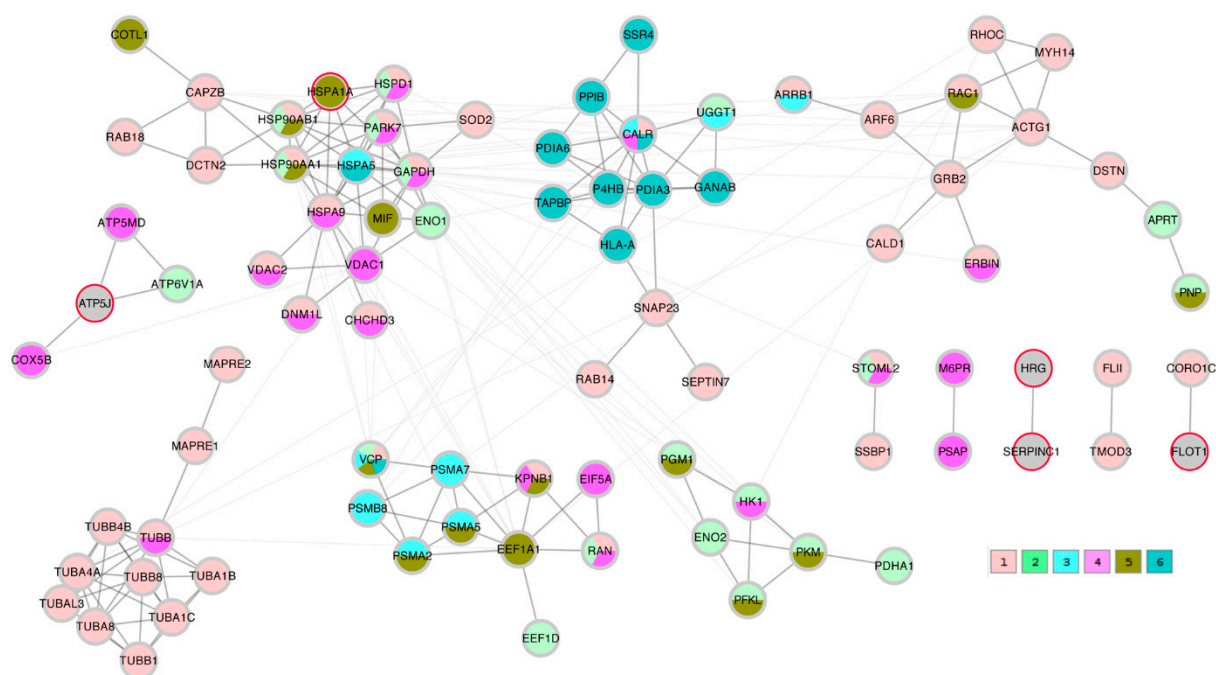 COTL1
SSR4
RHOC
MYH14
CAPZB
HSPA1A
HSPD1
PPIB
UGGT1
ARRB1
RAC1
RAB18
HSP90AB1
PARK7
SOD2
CALR
ARF6
ACTG1
DCTN2
HSP90AA1
HSPA5
GAPDH
PDIA6
P4HB
PDIA3
GANAB
GRB2
DSTN
ATP5MD
HSPA9
MIF
ENO1
TAPBP
HLA-A
CALD1
APRT
ATP6V1A
VDAC2
VDAC1
ERBIN
PNP
ATP5J
DNM1L
CHCHD3
SNAP23
COX5B
MAPRE2
RAB14
SEPTIN7
STOML2
M6PR
HRG
FLII
CORO1C
MAPRE1
SSBP1
PSAP
SERPINC1
TMOD3
FLOT1
VCP
PSMA7
KPNB1
EIF5A
PGM1
HK1
TUBB4B
TUBB
PSMB8
PSMA5
EEF1A1
RAN
PSMA2
ENO2
PKM
PDHA1
TUBA4A
TUBB8
TUBA1B
TUBAL3
TUBA1C
TUBA8
TUBB1
PFKL
EEF1D
1 2 3 4 5 6